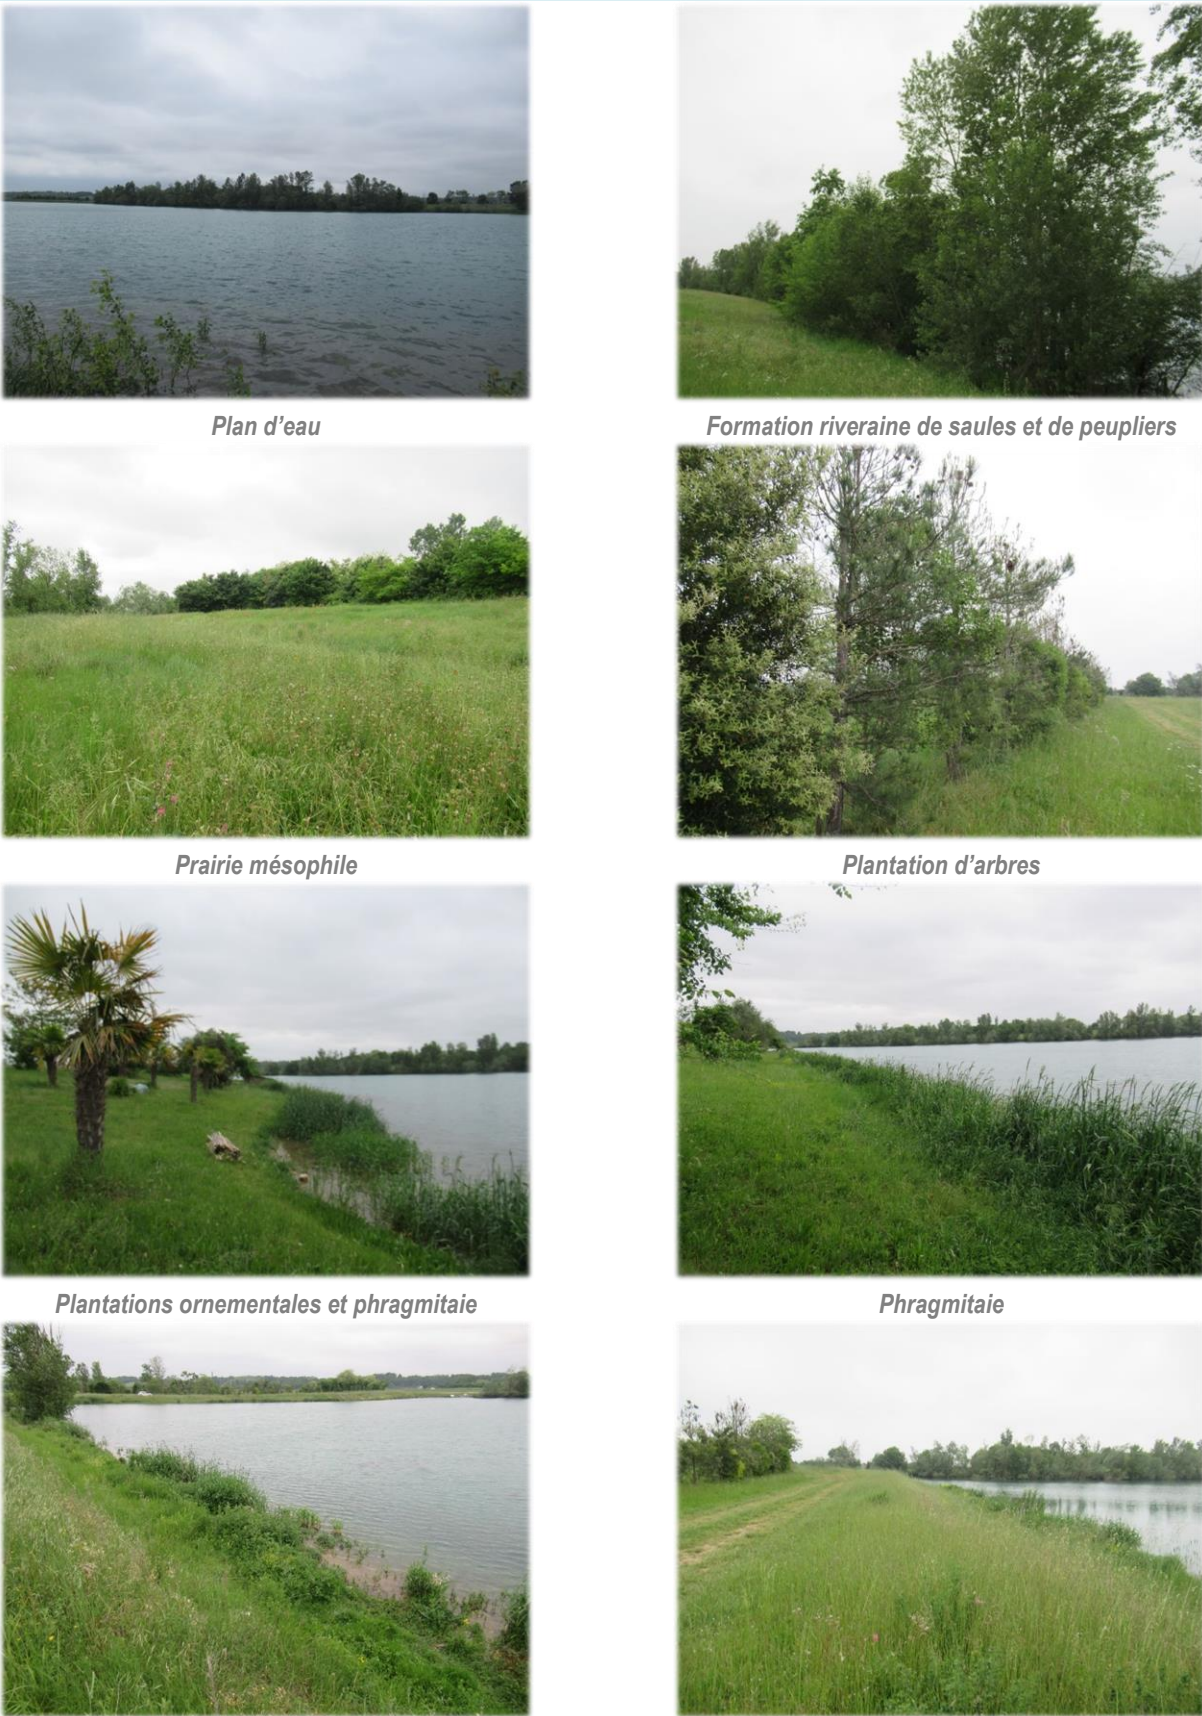 Plan d'eau
Formation riveraine de saules et de peupliers
Prairie mésophile
Plantation d'arbres
Plantations ornementales et phragmitaie
Phragmitaie